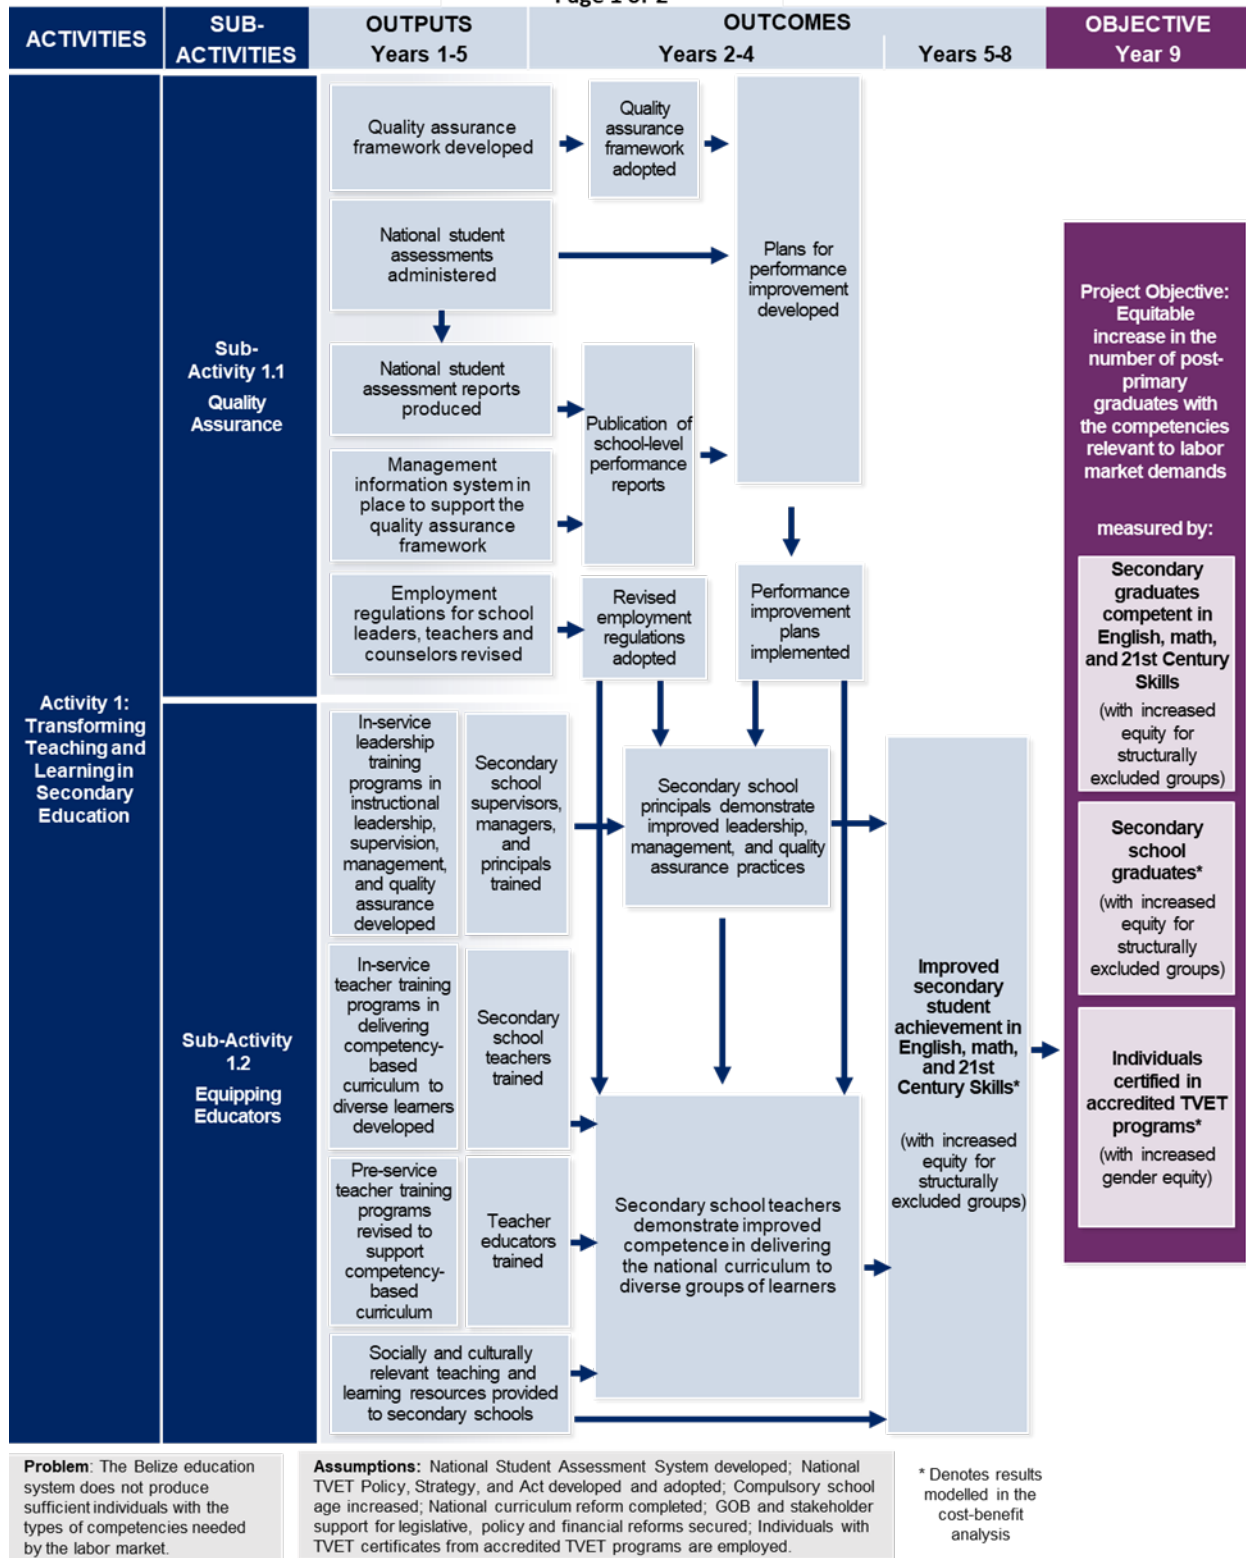 Page 1 of 2
ACTIVITIES
SUB-
ACTIVITIES
OUTPUTS
Years 1-5
OUTCOMES
Years 2-4
Years 5-8
OBJECTIVE
Year 9
Activity 1:
Transforming
Teaching and
Learning in
Secondary
Education
Sub-
Activity 1.1
Quality
Assurance
Quality assurance
framework developed
Quality
assurance
framework
adopted
National student
assessments
administered
Plans for
performance
improvement
developed
National student
assessment reports
produced
Publication of
school-level
performance
reports
Management
information system in
place to support the
quality assurance
framework
Employment
regulations for school
leaders, teachers and
counselors revised
Revised
employment
regulations
adopted
Performance
improvement
plans
implemented
Sub-Activity
1.2
Equipping
Educators
In-service
leadership
training
programs in
instructional
leadership,
supervision,
management,
and quality
assurance
developed
Secondary
school
supervisors,
managers,
and
principals
trained
Secondary school
principals demonstrate
improved leadership,
management, and quality
assurance practices
In-service
teacher training
programs in
delivering
competency-
based
curriculum to
diverse learners
developed
Secondary
school
teachers
trained
Pre-service
teacher training
programs
revised to
support
competency-
based
curriculum
Teacher
educators
trained
Secondary school teachers
demonstrate improved
competence in delivering
the national curriculum to
diverse groups of learners
Socially and culturally
relevant teaching and
learning resources provided
to secondary schools
Improved
secondary
student
achievement in
English, math,
and 21st
Century Skills*
(with increased
equity for
structurally
excluded groups)
Project Objective:
Equitable
increase in the
number of post-
primary
graduates with
the competencies
relevant to labor
market demands
measured by:
Secondary
graduates
competent in
English, math,
and 21st Century
Skills
(with increased
equity for
structurally
excluded groups)
Secondary
school
graduates*
(with increased
equity for
structurally
excluded groups)
Individuals
certified in
accredited TVET
programs*
(with increased
gender equity)
Problem: The Belize education
system does not produce
sufficient individuals with the
types of competencies needed
by the labor market.
Assumptions: National Student Assessment System developed; National
TVET Policy, Strategy, and Act developed and adopted; Compulsory school
age increased; National curriculum reform completed; GOB and stakeholder
support for legislative, policy and financial reforms secured; Individuals with
TVET certificates from accredited TVET programs are employed.
* Denotes results
modelled in the
cost-benefit
analysis